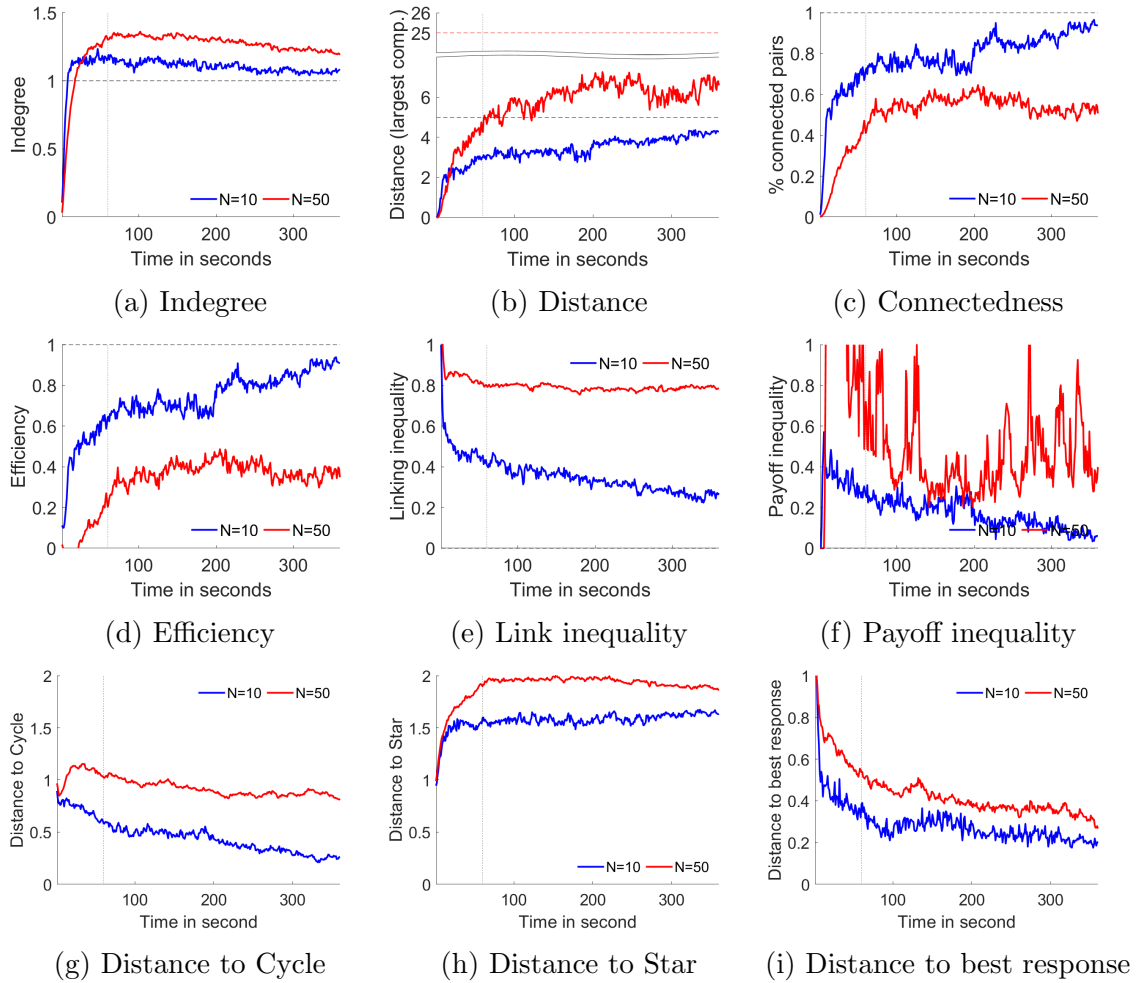 1.5
1
0.5
0
Indegree
N=10 N=50
100 200 300
Time in seconds
(a) Indegree
26
25
6
4
2
0
Distance (largest comp.)
N=10 N=50
100 200 300
Time in seconds
(b) Distance
1
0.8
0.6
0.4
0.2
0
% connected pairs
N=10 N=50
100 200 300
Time in seconds
(c) Connectedness
1
0.8
0.6
0.4
0.2
0
Efficiency
N=10 N=50
100 200 300
Time in seconds
(d) Efficiency
1
0.8
0.6
0.4
0.2
0
Linking inequality
N=10 N=50
100 200 300
Time in seconds
(e) Link inequality
1
0.8
0.6
0.4
0.2
0
Payoff inequality
N=10 N=50
100 200 300
Time in seconds
(f) Payoff inequality
2
1.5
1
0.5
0
Distance to Cycle
N=10 N=50
100 200 300
Time in second
(g) Distance to Cycle
2
1.5
1
0.5
0
Distance to Star
N=10 N=50
100 200 300
Time in second
(h) Distance to Star
1
0.8
0.6
0.4
0.2
0
Distance to best response
N=10 N=50
100 200 300
Time in second
(i) Distance to best response